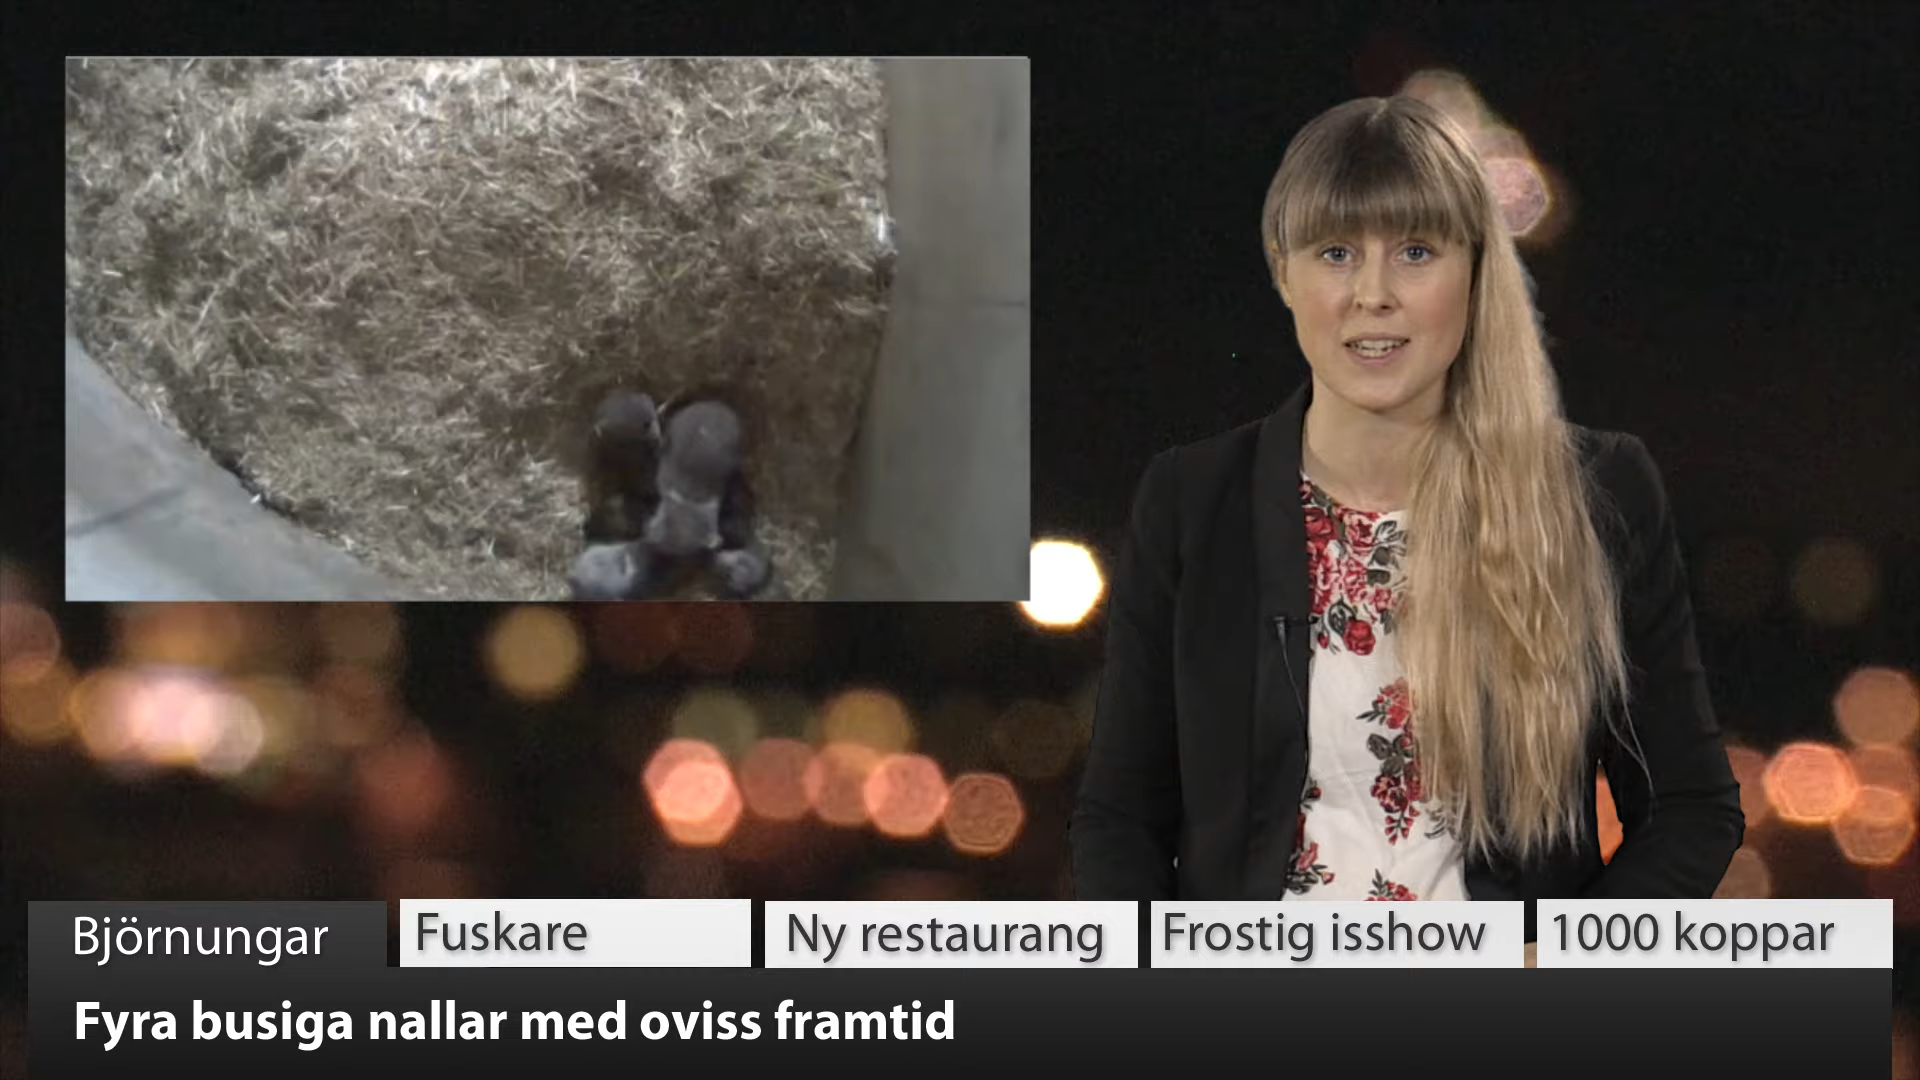 Björnungar
Fuskare
Ny restaurang
Frostig isshow
1000 koppar
Fyra busiga nallar med oviss framtid